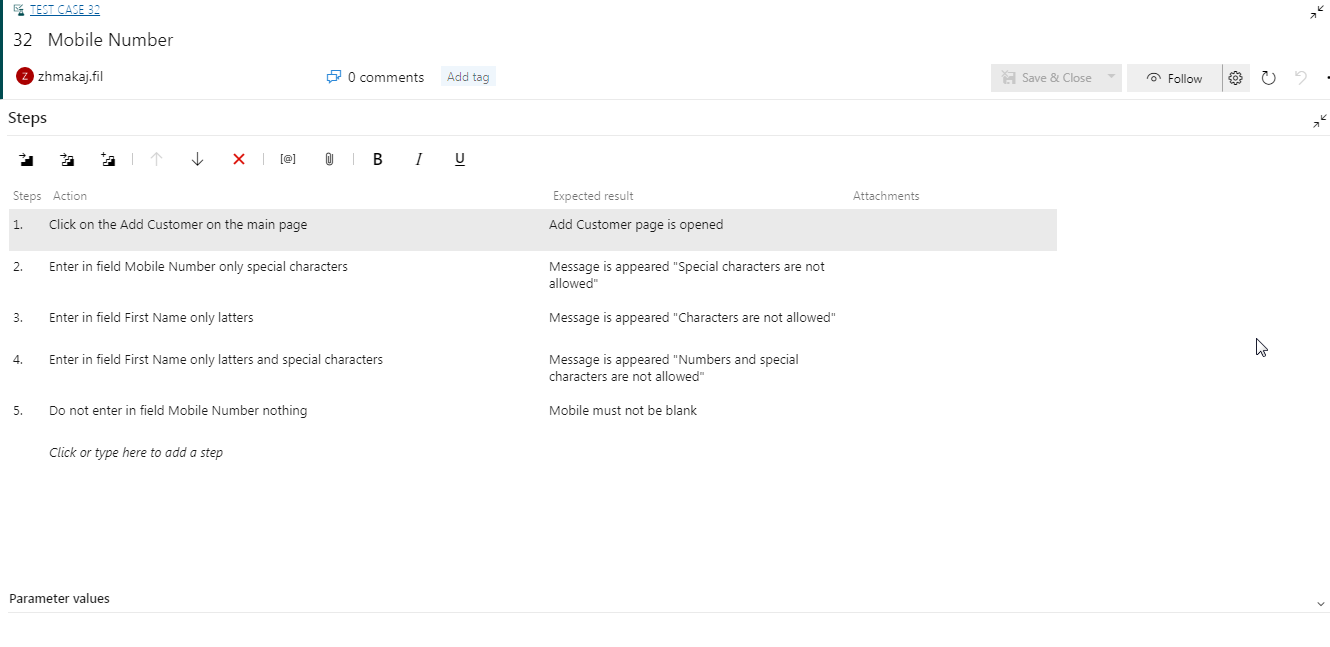 TEST CASE 32
32 Mobile Number
Z zhmakaj.fil 0 comments Add tag Save & Close Follow
Steps
[@] B I U
Steps Action Expected result Attachments
1. Click on the Add Customer on the main page Add Customer page is opened
2. Enter in field Mobile Number only special characters Message is appeared "Special characters are not
allowed"
3. Enter in field First Name only latters Message is appeared "Characters are not allowed"
4. Enter in field First Name only latters and special characters Message is appeared "Numbers and special
characters are not allowed"
5. Do not enter in field Mobile Number nothing Mobile must not be blank
Click or type here to add a step
Parameter values